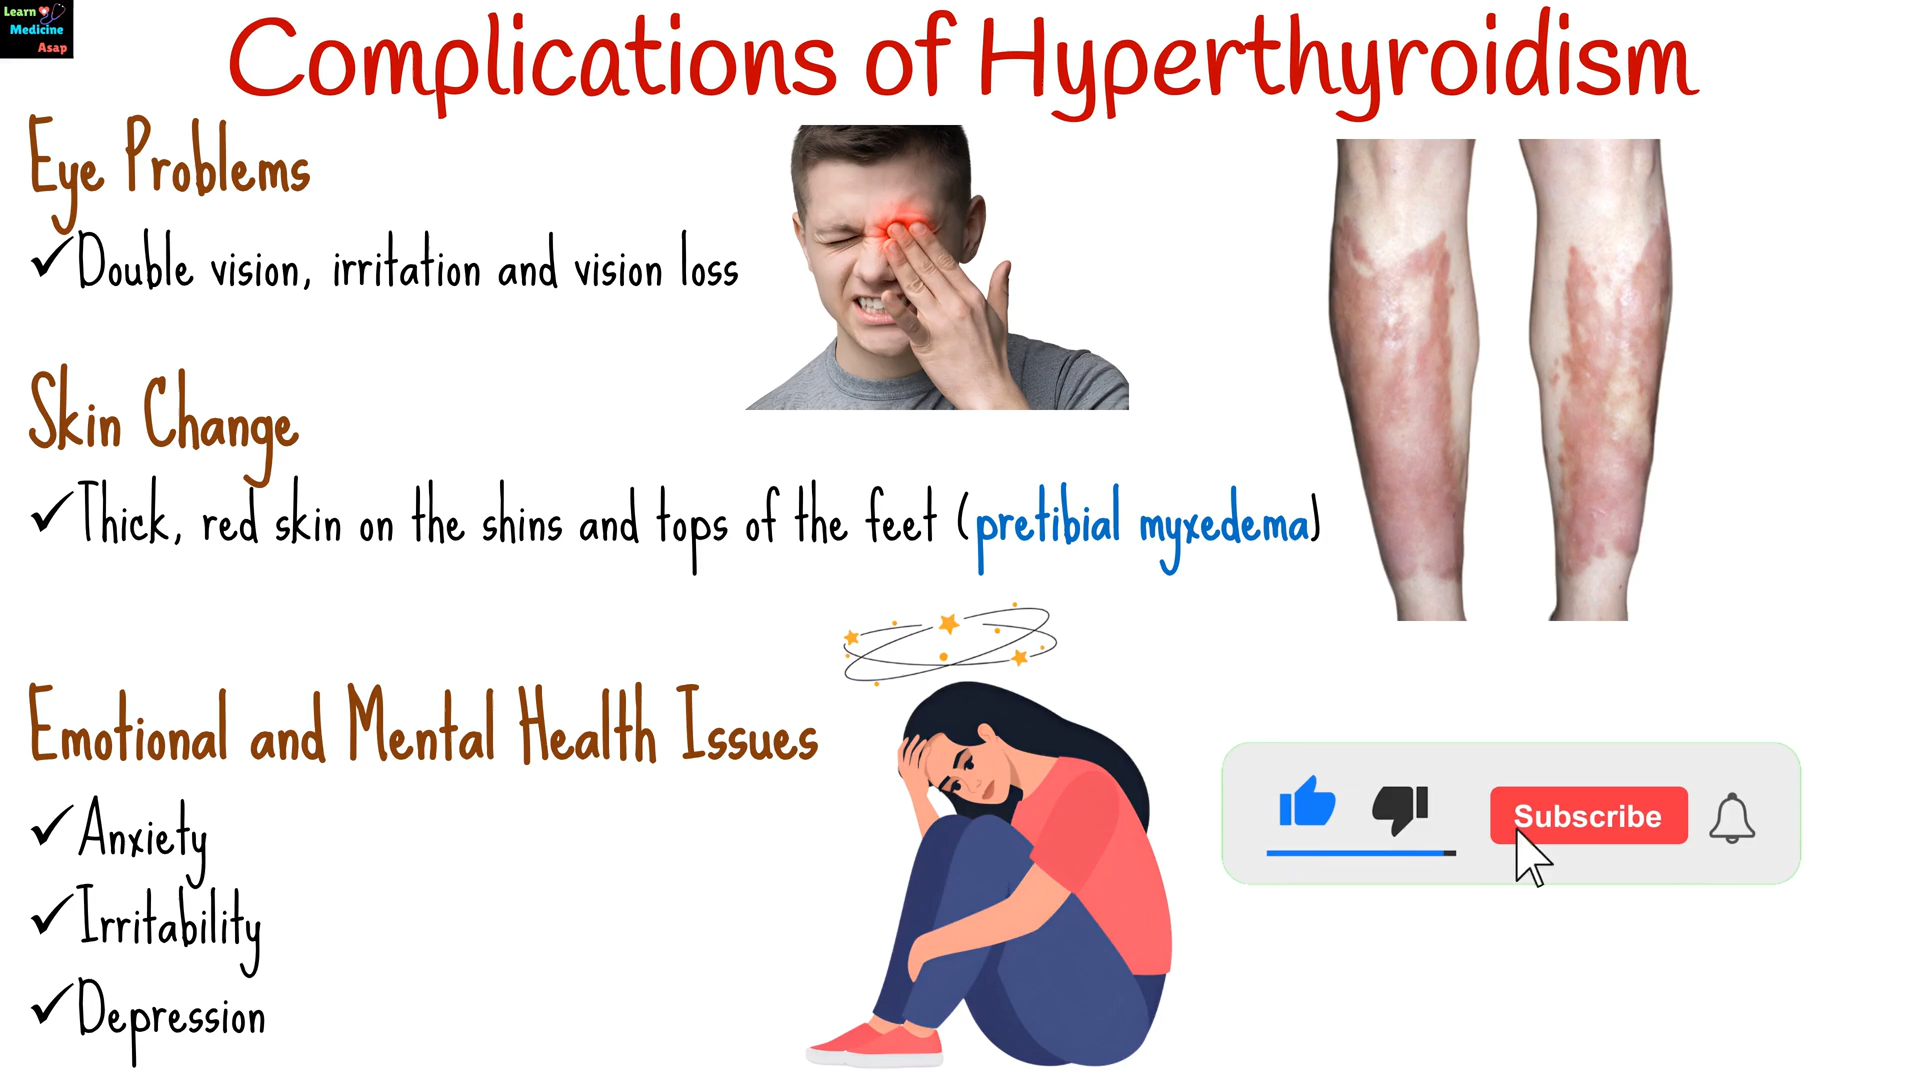 Learn
Medicine
Asap
Complications of Hyperthyroidism
Eye Problems
✓Double vision, irritation and vision loss
Skin Change
✓Thick, red skin on the shins and tops of the feet (pretibial myxedema)
Emotional and Mental Health Issues
✓Anxiety
✓Irritability
✓Depression
Subscribe